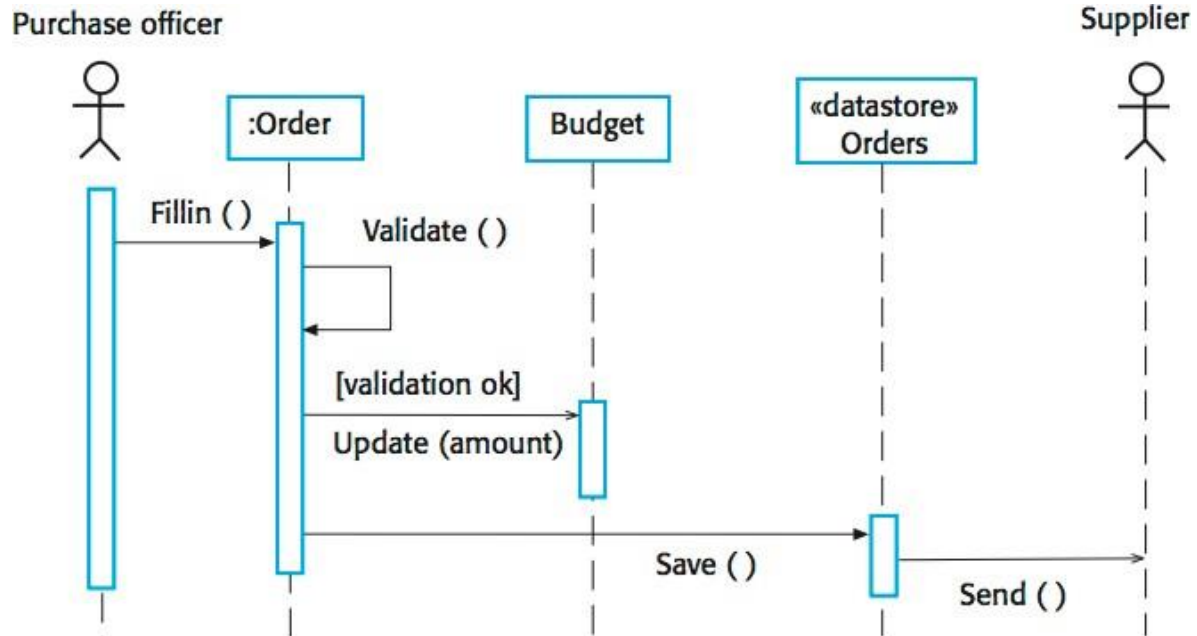 Purchase officer
Supplier
:Order
Budget
«datastore»
Orders
Fillin ( )
Validate ( )
[validation ok]
Update (amount)
Save ( )
Send ( )